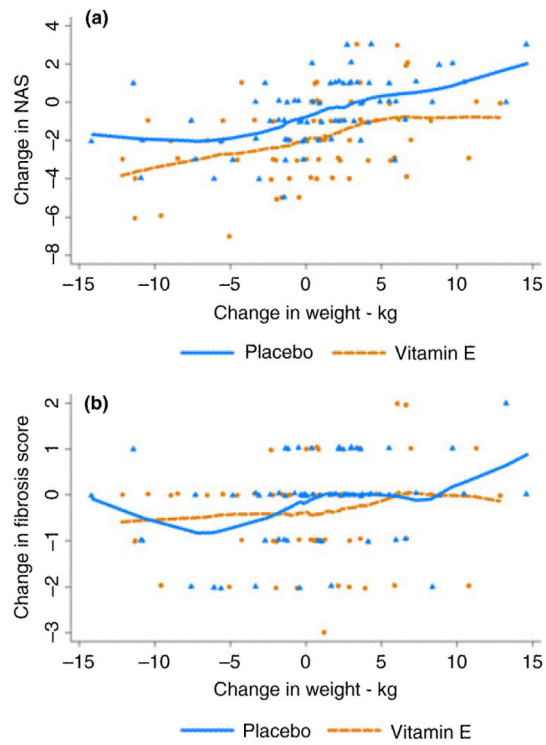 (a)
4
2
0
−2
−4
−6
−8
Change in NAS
−15 −10 −5 0 5 10 15
Change in weight - kg
Placebo Vitamin E
(b)
2
1
0
−1
−2
−3
Change in fibrosis score
−15 −10 −5 0 5 10 15
Change in weight - kg
Placebo Vitamin E